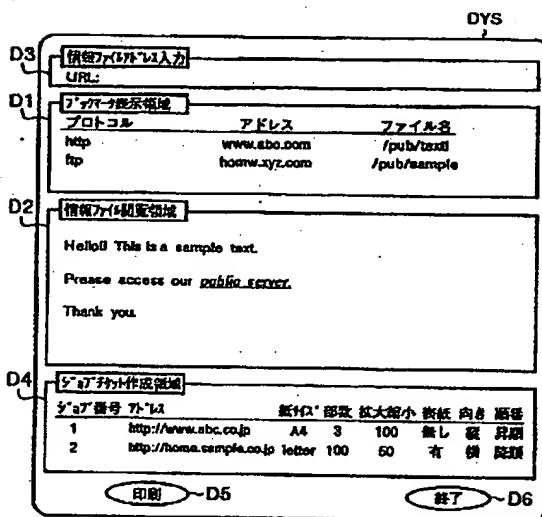 DYS
D3
情報ファイルアドレス入力
URL:
D1
ブックマーク表示領域
プロトコル アドレス ファイル名
http www.abc.com /pub/text1
ftp homw.xyz.com /pub/sample
D2
情報ファイル閲覧領域
Hello!! This is a sample text.
Prease access our public server.
Thank you.
D4
ジョブチケット作成領域
ジョブ番号 アドレス 紙サイズ 部数 拡大縮小 表紙 向き 順番
1 http://www.abc.co.jp A4 3 100 無し 縦 昇順
2 http://home.sample.co.jp letter 100 50 有 横 降順
印刷 D5 終了 D6